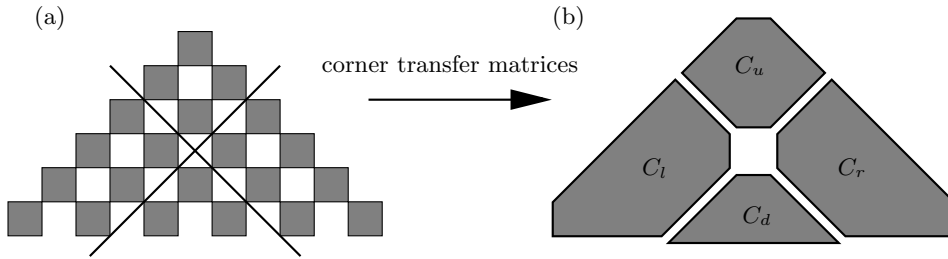 (a)
(b)
corner transfer matrices
C_u
C_l
C_r
C_d